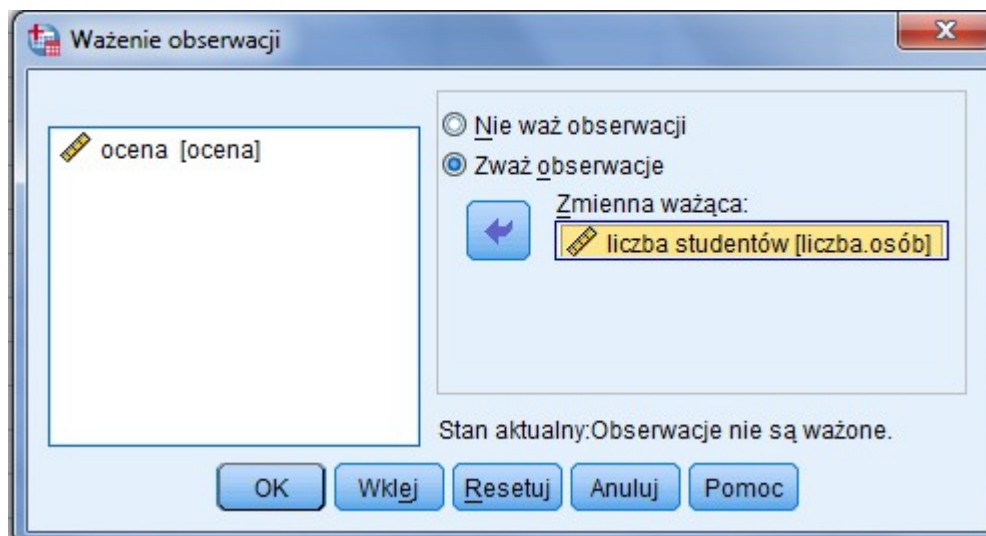 Ważenie obserwacji
ocena [ocena]
Nie waż obserwacji
Zważ obserwacje
Zmienna ważąca:
liczba studentów [liczba.osób]
Stan aktualny:Obserwacje nie są ważone.
OK Wklej Resetuj Anuluj Pomoc